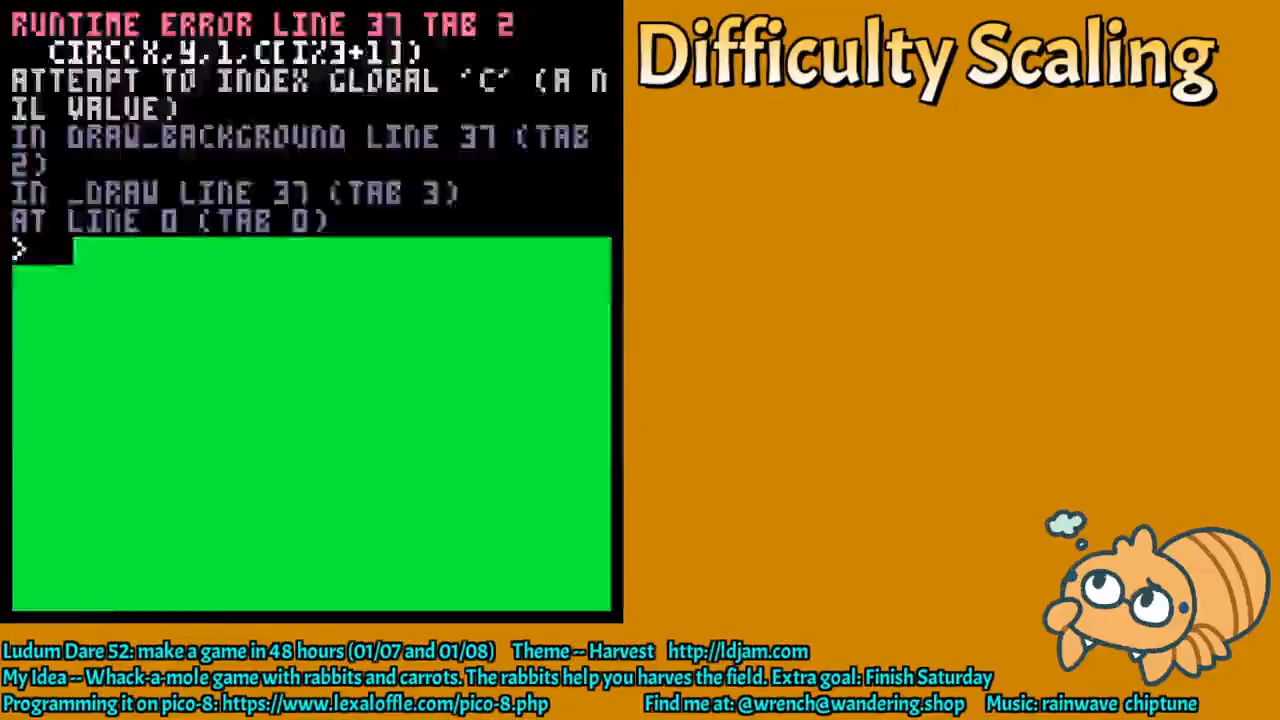 RUNTIME ERROR LINE 37 TAB 2
CIRC(X,Y,1,C[I%3+1])
ATTEMPT TO INDEX GLOBAL 'C' (A N
IL VALUE)
IN DRAW_BACKGROUND LINE 37 (TAB
2)
IN _DRAW LINE 37 (TAB 3)
AT LINE 0 (TAB 0)
>
Difficulty Scaling
Ludum Dare 52: make a game in 48 hours (01/07 and 01/08) Theme -- Harvest http://ldjam.com
My Idea -- Whack-a-mole game with rabbits and carrots. The rabbits help you harves the field. Extra goal: Finish Saturday
Programming it on pico-8: https://www.lexaloffle.com/pico-8.php Find me at: @wrench@wandering.shop Music: rainwave chiptune